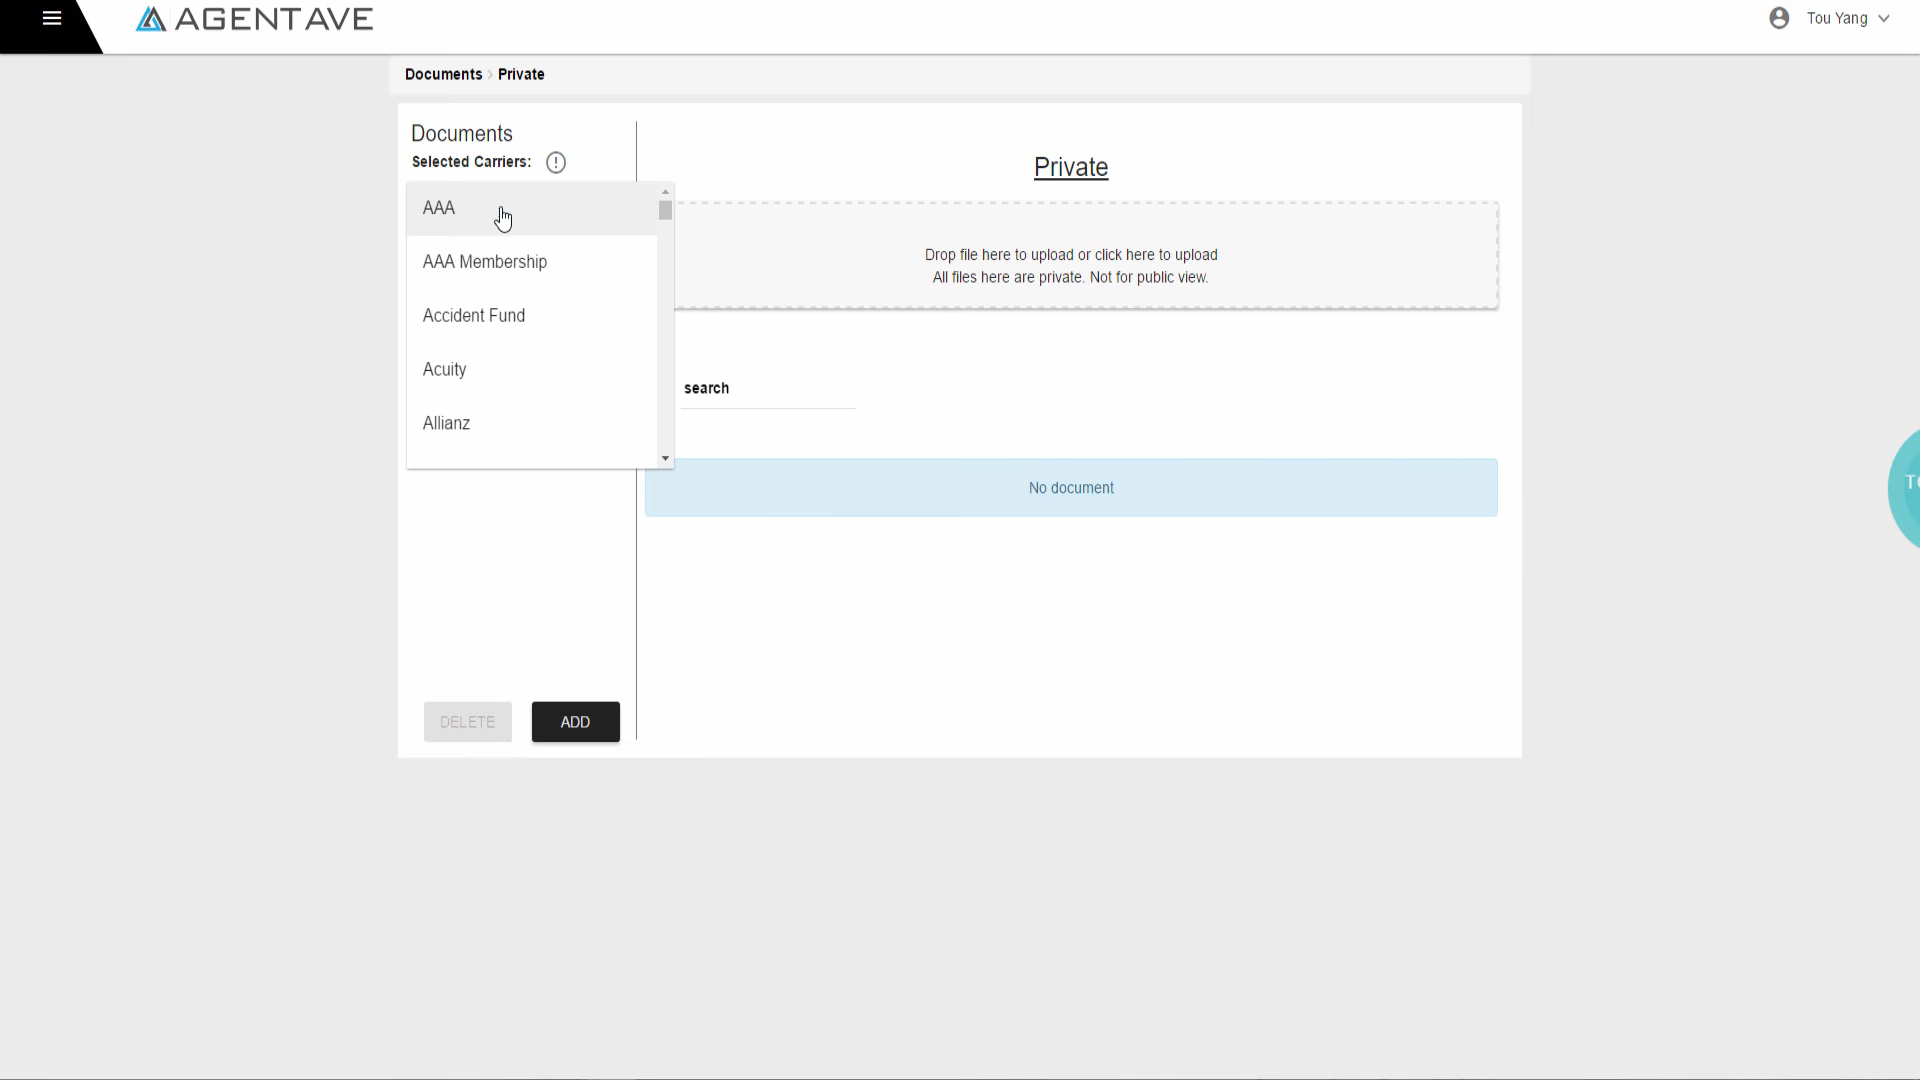 AGENTAVE
Tou Yang
Documents Private
Documents
Selected Carriers:
AAA
AAA Membership
Accident Fund
Acuity
Allianz
DELETE
ADD
Private
Drop file here to upload or click here to upload
All files here are private. Not for public view.
search
No document